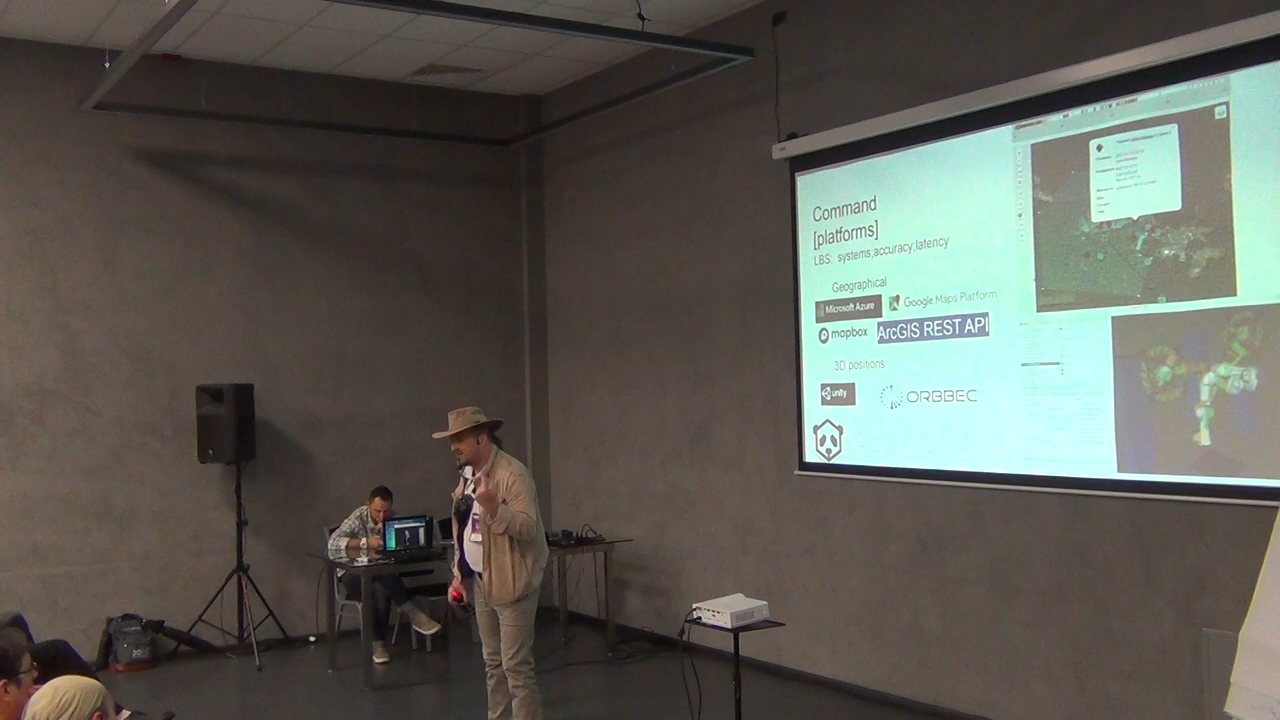 Command
[platforms]
LBS: systems,accuracy,latency
Geographical
Microsoft Azure
Google Maps Platform
mapbox
ArcGIS REST API
3D positions
unity
ORBBEC